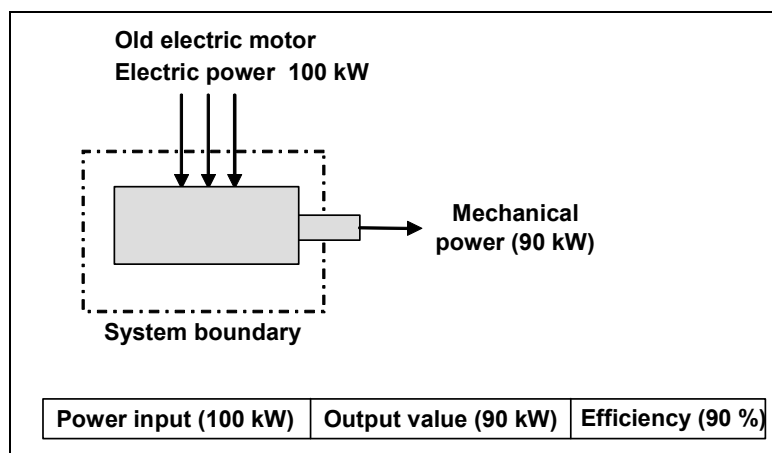 Old electric motor
Electric power 100 kW
Mechanical
power (90 kW)
System boundary
Power input (100 kW) Output value (90 kW) Efficiency (90 %)